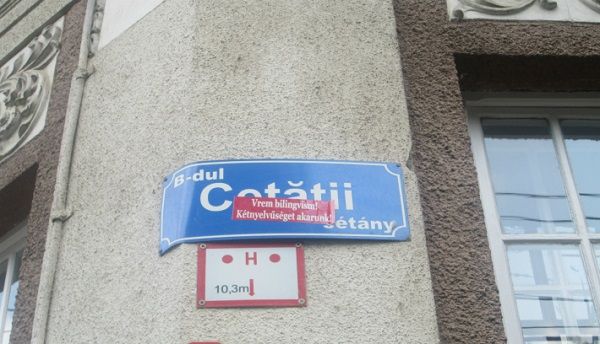 B-dul
Cetății
Vrem bilingvism!
Kétnyelvűséget akarunk!
sétány
H
10,3m